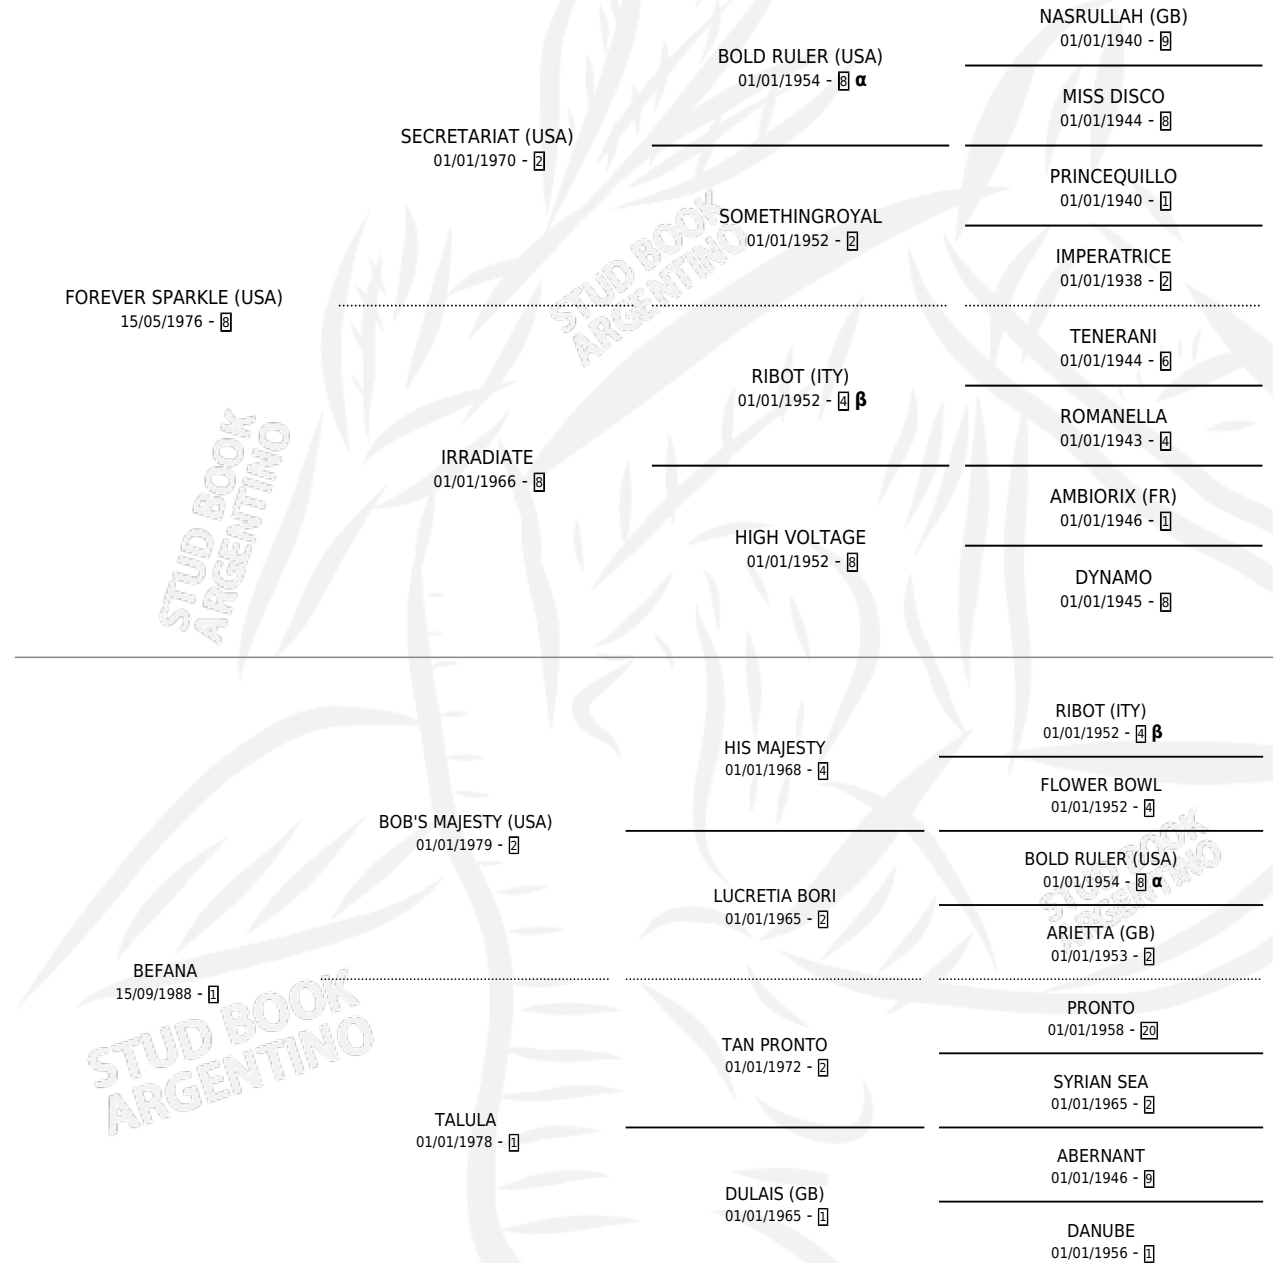 NASRULLAH (GB)
01/01/1940 - 9
BOLD RULER (USA)
01/01/1954 - 8 α
MISS DISCO
01/01/1944 - 8
SECRETARIAT (USA)
01/01/1970 - 2
PRINCEQUILLO
01/01/1940 - 1
SOMETHINGROYAL
01/01/1952 - 2
IMPERATRICE
01/01/1938 - 2
FOREVER SPARKLE (USA)
15/05/1976 - 8
TENERANI
01/01/1944 - 6
RIBOT (ITY)
01/01/1952 - 4 β
ROMANELLA
01/01/1943 - 4
IRRADIATE
01/01/1966 - 8
AMBIORIX (FR)
01/01/1946 - 1
HIGH VOLTAGE
01/01/1952 - 8
DYNAMO
01/01/1945 - 8
RIBOT (ITY)
01/01/1952 - 4 β
HIS MAJESTY
01/01/1968 - 4
FLOWER BOWL
01/01/1952 - 4
BOB'S MAJESTY (USA)
01/01/1979 - 2
BOLD RULER (USA)
01/01/1954 - 8 α
LUCRETIA BORI
01/01/1965 - 2
ARIETTA (GB)
01/01/1953 - 2
BEFANA
15/09/1988 - 1
PRONTO
01/01/1958 - 20
TAN PRONTO
01/01/1972 - 2
SYRIAN SEA
01/01/1965 - 2
TALULA
01/01/1978 - 1
ABERNANT
01/01/1946 - 9
DULAIS (GB)
01/01/1965 - 1
DANUBE
01/01/1956 - 1
STUD BOOK
ARGENTINO
STUD BOOK
ARGENTINO
STUD BOOK
ARGENTINO
STUD BOOK
ARGENTINO